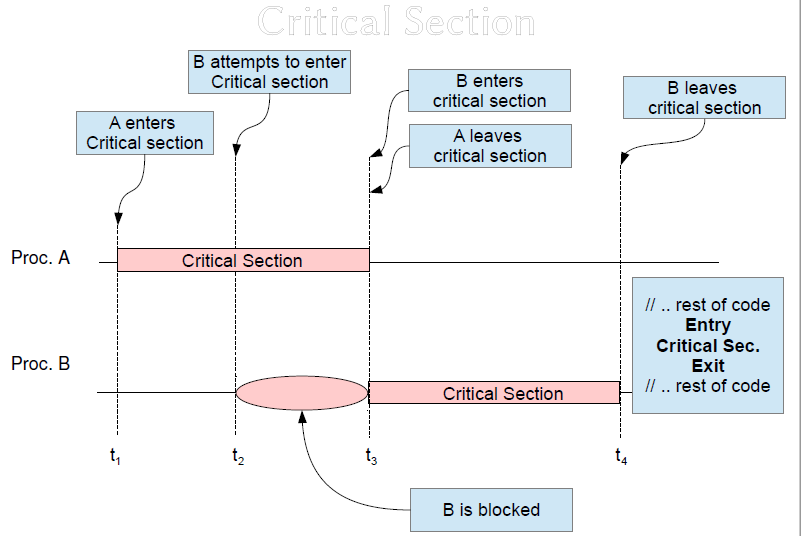 Critical Section
B attempts to enter
Critical section
B enters
critical section
B leaves
critical section
A enters
Critical section
A leaves
critical section
Proc. A
Critical Section
// .. rest of code
Entry
Critical Sec.
Exit
// .. rest of code
Proc. B
Critical Section
t1
t2
t3
t4
B is blocked